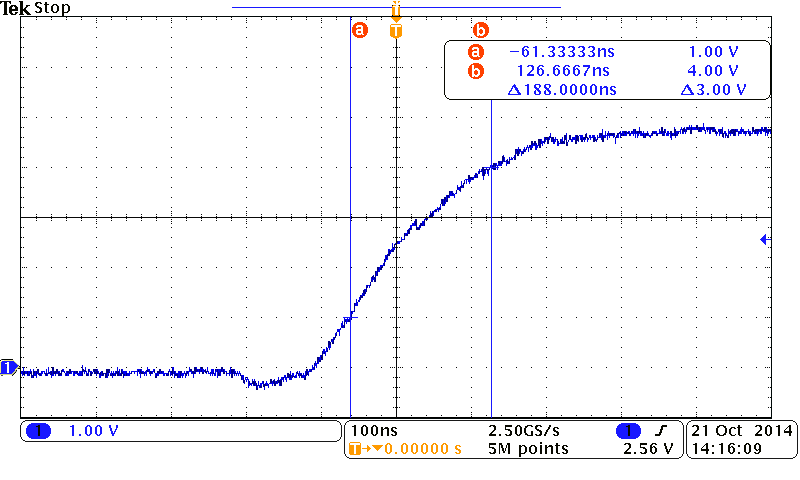 Tek Stop
T
a T b
a −61.33333ns 1.00 V
b 126.6667ns 4.00 V
Δ188.0000ns Δ3.00 V
1
1 1.00 V 100ns 2.50GS/s 1 21 Oct 2014
T→▼0.00000 s 5M points 2.56 V 14:16:09